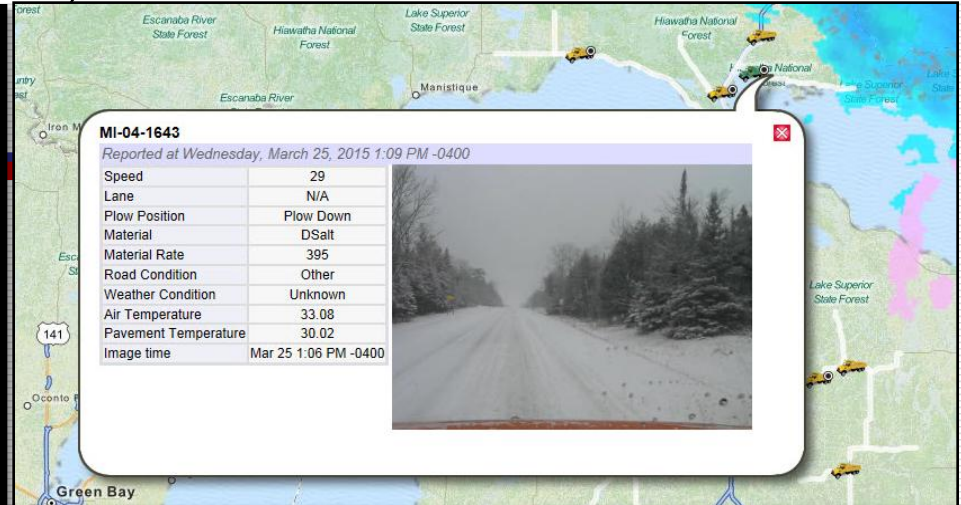 Escanaba River
State Forest
Hiawatha National
Forest
Lake Superior
State Forest
Hiawatha National
Forest
National
Manistique
Escanaba River
Lake Superior
State Forest
Iron M
MI-04-1643
Reported at Wednesday, March 25, 2015 1:09 PM -0400
Speed 29
Lane N/A
Plow Position Plow Down
Material DSalt
Material Rate 395
Road Condition Other
Weather Condition Unknown
Air Temperature 33.08
Pavement Temperature 30.02
Image time Mar 25 1:06 PM -0400
Lake Superior
State Forest
141
Oconto F
Green Bay